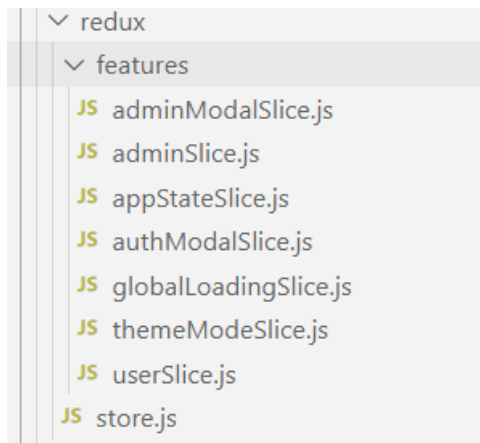 redux
features
JS adminModalSlice.js
JS adminSlice.js
JS appStateSlice.js
JS authModalSlice.js
JS globalLoadingSlice.js
JS themeModeSlice.js
JS userSlice.js
JS store.js